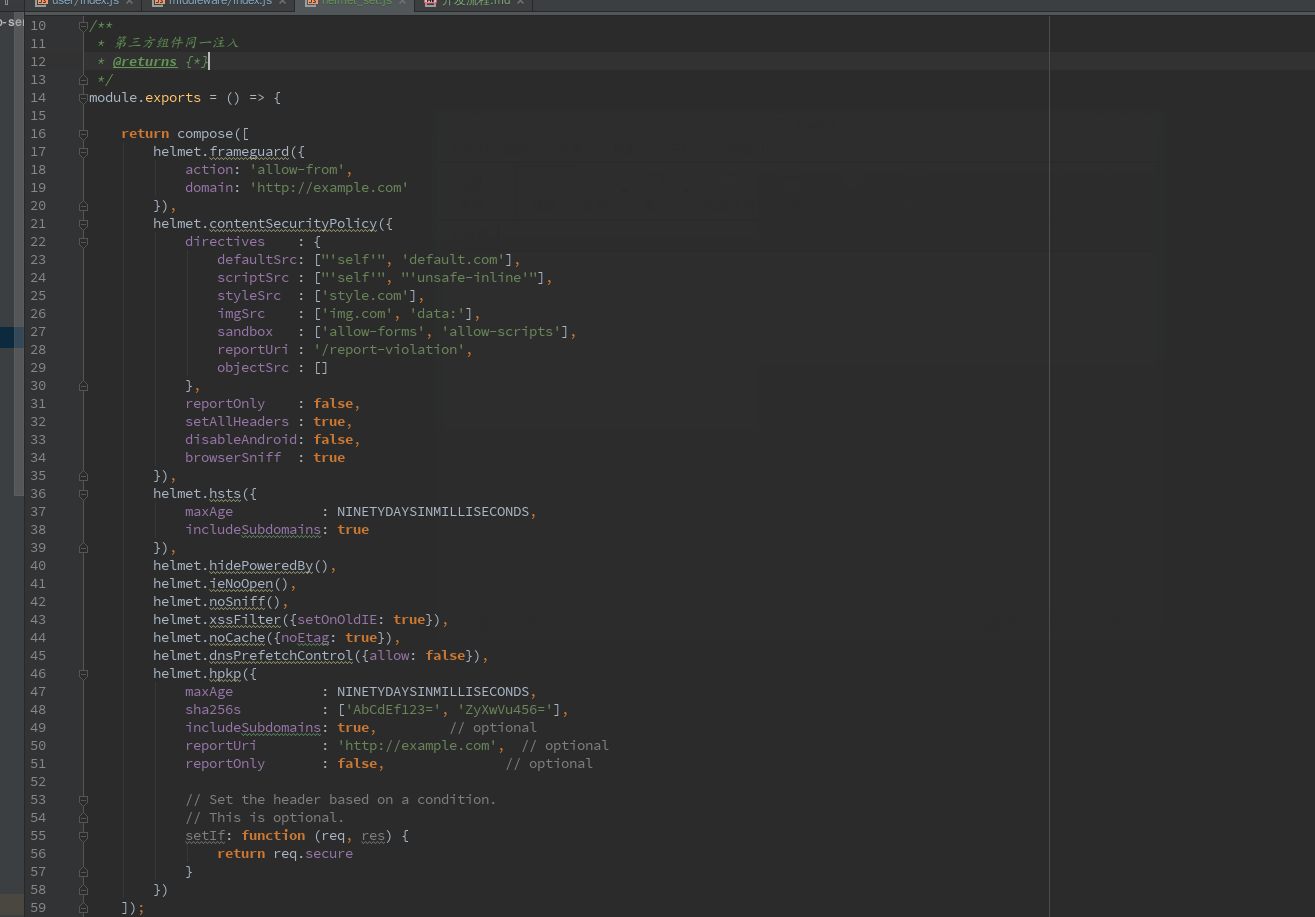 user/index.js × middleware/index.js × helmet_set.js × 开发流程.md ×
10 /**
11  * 第三方组件同一注入
12  * @returns {*}
13  */
14 module.exports = () => {
15
16     return compose([
17         helmet.frameguard({
18             action: 'allow-from',
19             domain: 'http://example.com'
20         }),
21         helmet.contentSecurityPolicy({
22             directives    : {
23                 defaultSrc: ["'self'", 'default.com'],
24                 scriptSrc : ["'self'", "'unsafe-inline'"],
25                 styleSrc  : ['style.com'],
26                 imgSrc    : ['img.com', 'data:'],
27                 sandbox   : ['allow-forms', 'allow-scripts'],
28                 reportUri : '/report-violation',
29                 objectSrc : []
30             },
31             reportOnly    : false,
32             setAllHeaders : true,
33             disableAndroid: false,
34             browserSniff  : true
35         }),
36         helmet.hsts({
37             maxAge           : NINETYDAYSINMILLISECONDS,
38             includeSubdomains: true
39         }),
40         helmet.hidePoweredBy(),
41         helmet.ieNoOpen(),
42         helmet.noSniff(),
43         helmet.xssFilter({setOnOldIE: true}),
44         helmet.noCache({noEtag: true}),
45         helmet.dnsPrefetchControl({allow: false}),
46         helmet.hpkp({
47             maxAge           : NINETYDAYSINMILLISECONDS,
48             sha256s          : ['AbCdEf123=', 'ZyXwVu456='],
49             includeSubdomains: true,         // optional
50             reportUri        : 'http://example.com',  // optional
51             reportOnly       : false,               // optional
52
53             // Set the header based on a condition.
54             // This is optional.
55             setIf: function (req, res) {
56                 return req.secure
57             }
58         })
59     ]);